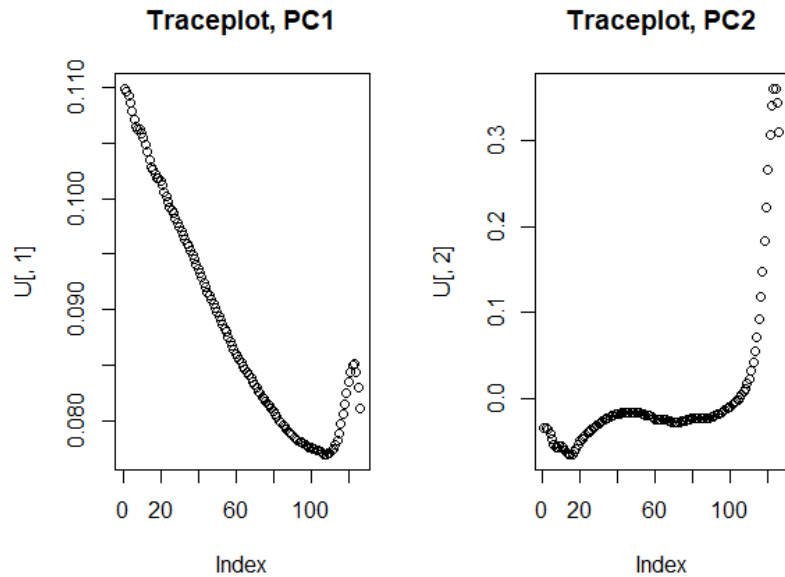 Traceplot, PC1
U[, 1]
0.110
0.100
0.090
0.080
0 20 60 100
Index
Traceplot, PC2
U[, 2]
0.3
0.2
0.1
0.0
0 20 60 100
Index